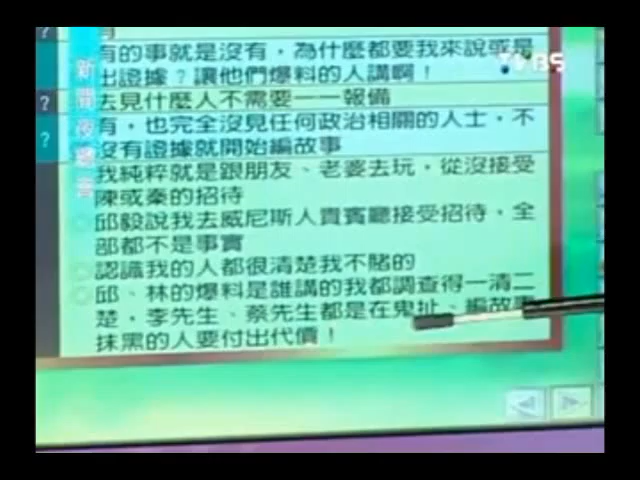 有
有的事就是沒有，為什麼都要我來說或是
出證據？讓他們爆料的人講啊！
TVBS
?
去見什麼人不需要一一報備
?
有，也完全沒見任何政治相關的人士，不
沒有證據就開始編故事
我純粹就是跟朋友、老婆去玩，從沒接受
陳或秦的招待
邱毅說我去威尼斯人貴賓廳接受招待，全
部都不是事實
認識我的人都很清楚我不賭的
邱、林的爆料是誰講的我都調查得一清二
楚，李先生、蔡先生都是在鬼扯、編故事
抹黑的人要付出代價！
新聞夜總會